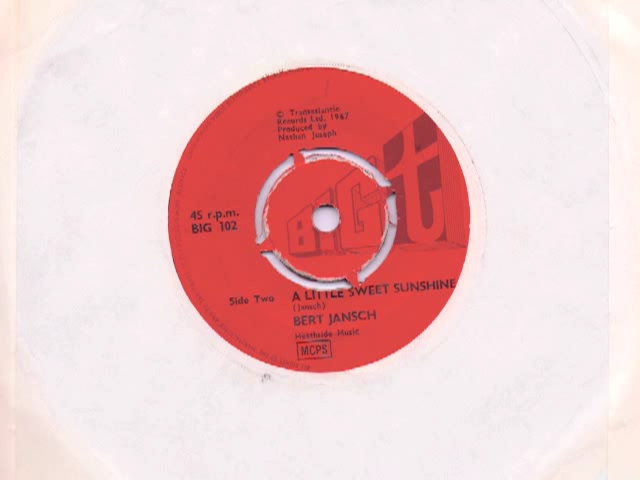 © Transatlantic
Records Ltd. 1967
Produced by
Nathan Joseph
BIG t
45 r.p.m.
BIG 102
Side Two
A LITTLE SWEET SUNSHINE
(Jansch)
BERT JANSCH
Heathside Music
MCPS